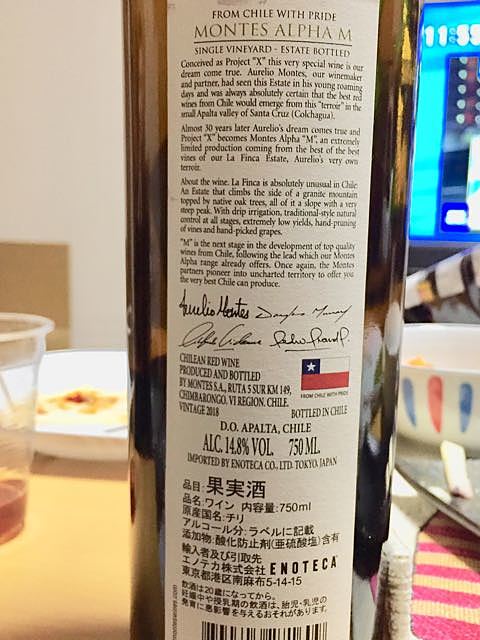 FROM CHILE WITH PRIDE
MONTES ALPHA M
SINGLE VINEYARD - ESTATE BOTTLED
Conceived as Project "X" this very special wine is our
dream come true. Aurelio Montes, our winemaker
and partner, had seen this Estate in his young roaming
days and was always absolutely certain that the best red
wines from Chile would emerge from this "terroir" in the
small Apalta valley of Santa Cruz (Colchagua).
Almost 30 years later Aurelio's dream comes true and
Project "X" becomes Montes Alpha "M", an extremely
limited production coming from the best of the best
vines of our La Finca Estate, Aurelio's very own
terroir.
About the wine. La Finca is absolutely unusual in Chile:
An Estate that climbs the side of a granite mountain
topped by native oak trees, all of it a slope with a very
steep peak. With drip irrigation, traditional-style natural
control at all stages, extremely low yields, hand-pruning
of vines and hand-picked grapes.
"M" is the next stage in the development of top quality
wines from Chile, following the lead which our Montes
Alpha range already offers. Once again, the Montes
partners pioneer into uncharted territory to offer you
the very best Chile can produce.
Aurelio Montes Douglas Murray
CHILEAN RED WINE
PRODUCED AND BOTTLED
BY MONTES S.A., RUTA 5 SUR KM 149,
CHIMBARONGO, VI REGION, CHILE.
FROM CHILE WITH PRIDE
VINTAGE 2018 BOTTLED IN CHILE
D.O. APALTA, CHILE
ALC. 14.8% VOL. 750 ML.
IMPORTED BY ENOTECA CO., LTD. TOKYO, JAPAN
品目:果実酒
品名:ワイン 内容量:750ml
原産国名:チリ
アルコール分:ラベルに記載
添加物:酸化防止剤(亜硫酸塩)含有
輸入者及び引取先
エノテカ株式会社 ENOTECA
東京都港区南麻布5-14-15
飲酒は20歳になってから。
妊娠中や授乳期の飲酒は、胎児・乳児の
発育に悪影響を与えるおそれがあります。
11:55